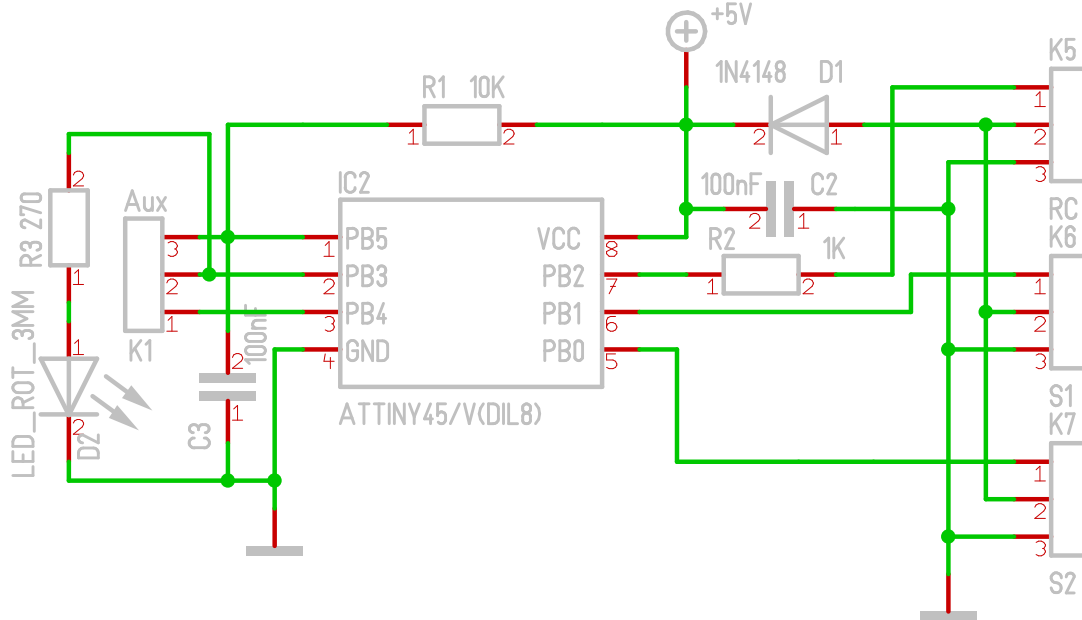 +5V
K5
1N4148 D1
R1 10K
1
1 2
2 1
2
IC2
100nF C2
3
2
R3 270
Aux
2 1
RC
PB5
VCC
R2 1K
K6
3
1
8
PB3
PB2
1
2
2
7
1 2
1
PB4
PB1
2
1
3
6
K1
100nF
GND
PB0
3
LED_ROT_3MM
1
2
4
5
S1
ATTINY45/V(DIL8)
K7
1
2
D2
C3
1
2
3
S2